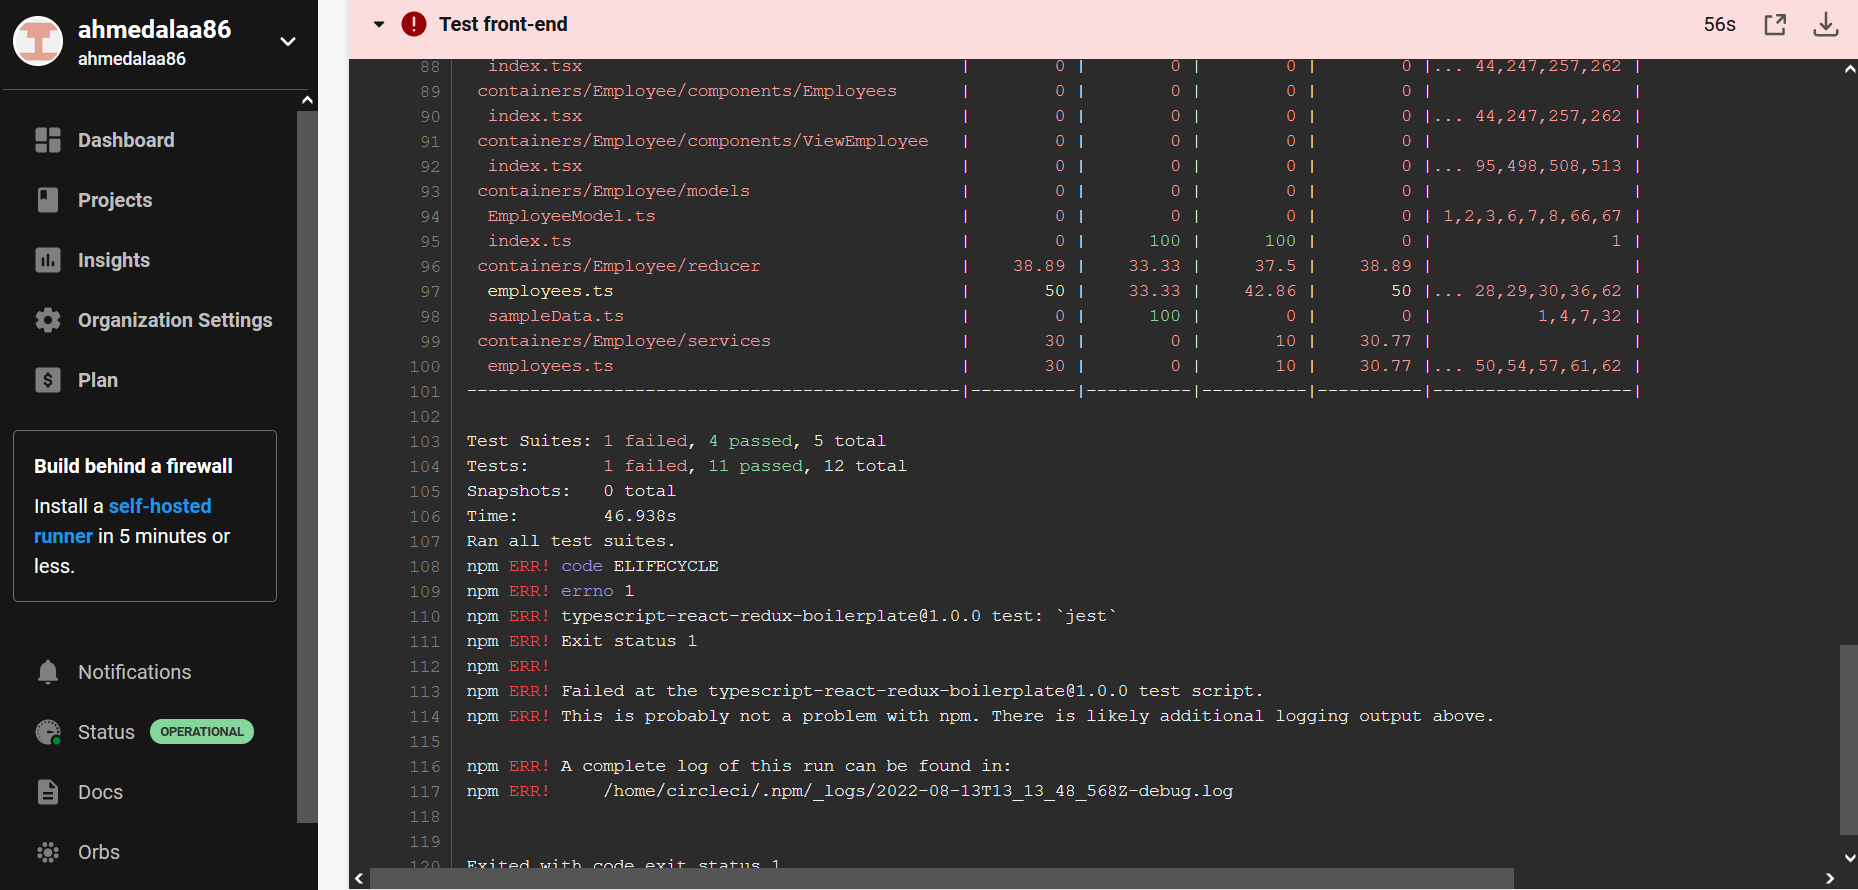 ahmedalaa86
ahmedalaa86
Dashboard
Projects
Insights
Organization Settings
Plan
Build behind a firewall
Install a self-hosted
runner in 5 minutes or
less.
Notifications
Status OPERATIONAL
Docs
Orbs
Test front-end 56s
88 index.tsx | 0 | 0 | 0 | 0 |... 44,247,257,262 |
89 containers/Employee/components/Employees | 0 | 0 | 0 | 0 | |
90 index.tsx | 0 | 0 | 0 | 0 |... 44,247,257,262 |
91 containers/Employee/components/ViewEmployee | 0 | 0 | 0 | 0 | |
92 index.tsx | 0 | 0 | 0 | 0 |... 95,498,508,513 |
93 containers/Employee/models | 0 | 0 | 0 | 0 | |
94 EmployeeModel.ts | 0 | 0 | 0 | 0 | 1,2,3,6,7,8,66,67 |
95 index.ts | 0 | 100 | 100 | 0 | 1 |
96 containers/Employee/reducer | 38.89 | 33.33 | 37.5 | 38.89 | |
97 employees.ts | 50 | 33.33 | 42.86 | 50 |... 28,29,30,36,62 |
98 sampleData.ts | 0 | 100 | 0 | 0 | 1,4,7,32 |
99 containers/Employee/services | 30 | 0 | 10 | 30.77 | |
100 employees.ts | 30 | 0 | 10 | 30.77 |... 50,54,57,61,62 |
101 -----------------------------------------------|----------|----------|----------|----------|-------------------|
102
103 Test Suites: 1 failed, 4 passed, 5 total
104 Tests: 1 failed, 11 passed, 12 total
105 Snapshots: 0 total
106 Time: 46.938s
107 Ran all test suites.
108 npm ERR! code ELIFECYCLE
109 npm ERR! errno 1
110 npm ERR! typescript-react-redux-boilerplate@1.0.0 test: `jest`
111 npm ERR! Exit status 1
112 npm ERR!
113 npm ERR! Failed at the typescript-react-redux-boilerplate@1.0.0 test script.
114 npm ERR! This is probably not a problem with npm. There is likely additional logging output above.
115
116 npm ERR! A complete log of this run can be found in:
117 npm ERR! /home/circleci/.npm/_logs/2022-08-13T13_13_48_568Z-debug.log
118
119
120 Exited with code exit status 1